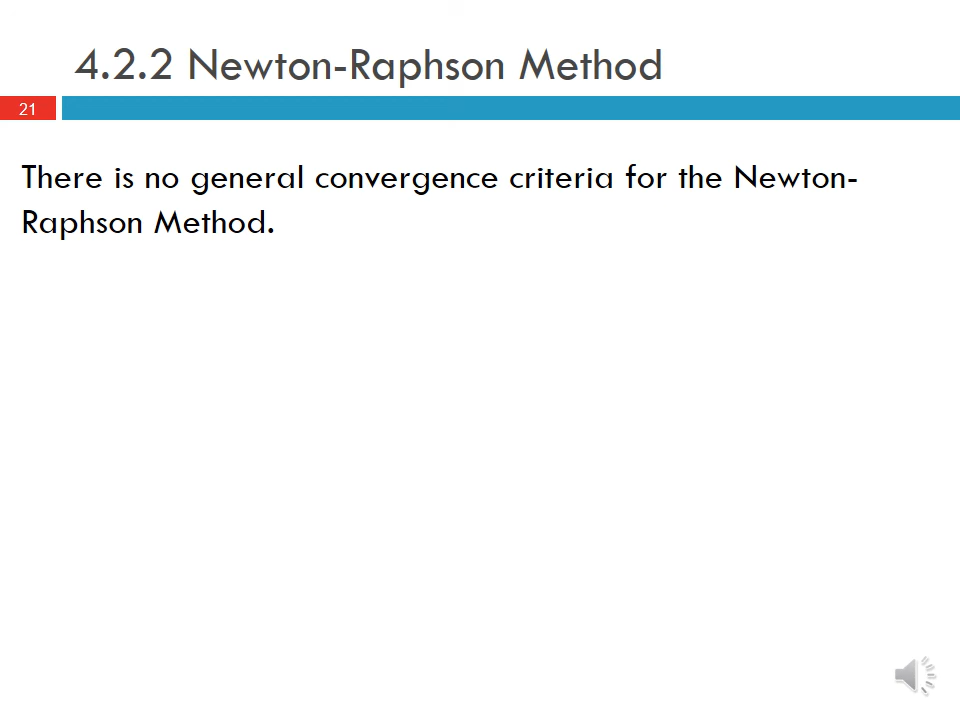 4.2.2 Newton-Raphson Method
21
There is no general convergence criteria for the Newton-
Raphson Method.